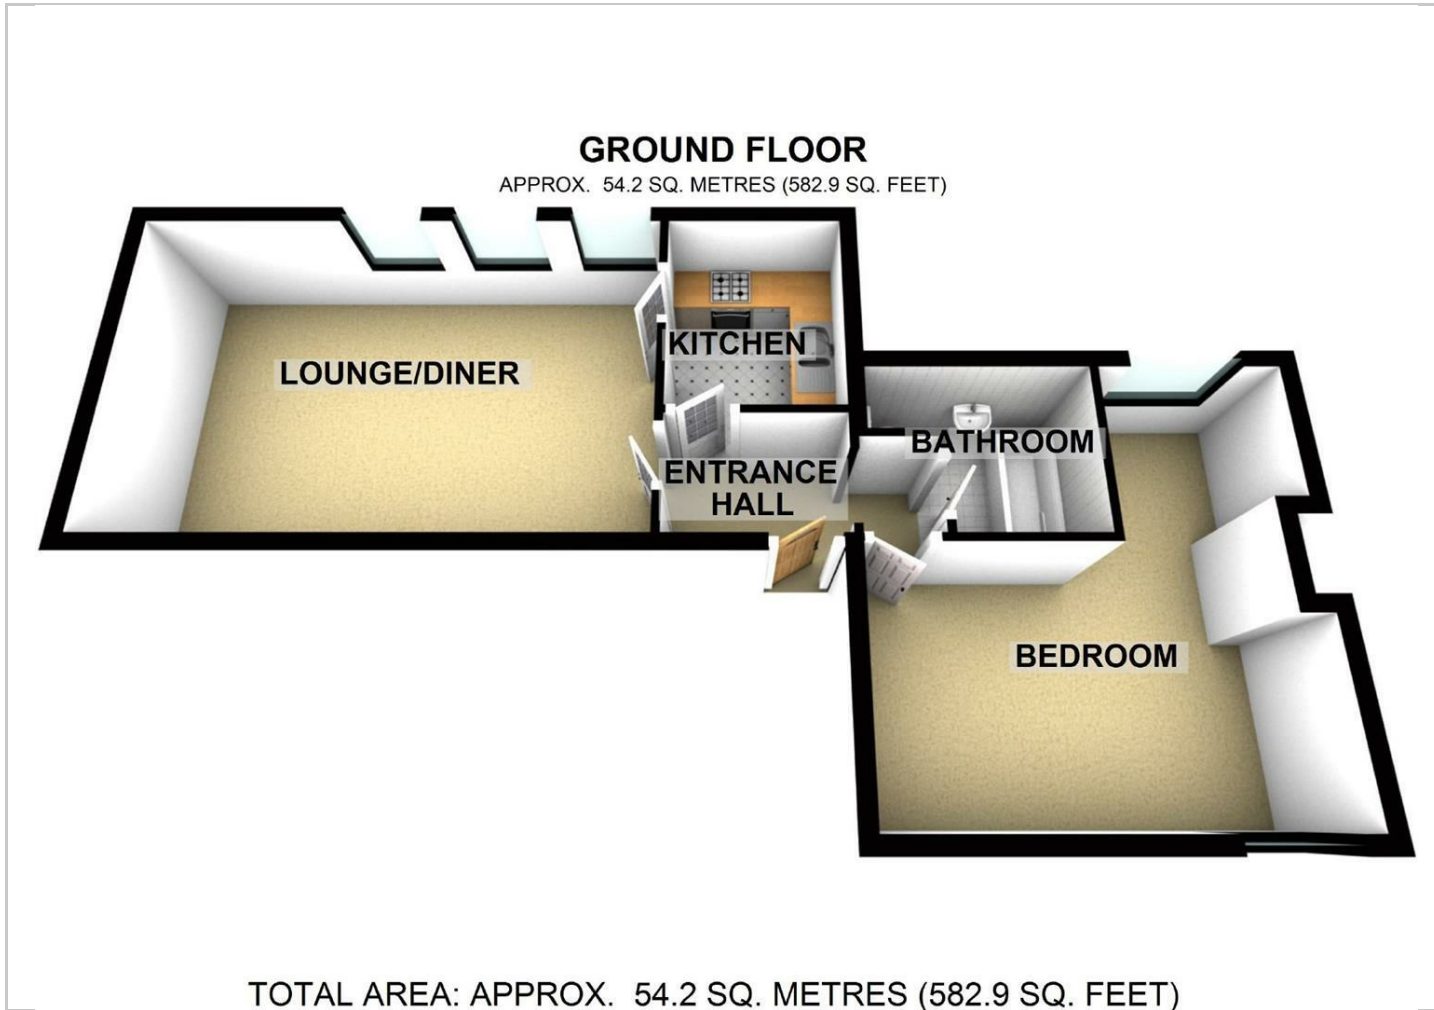 GROUND FLOOR
APPROX.  54.2 SQ. METRES (582.9 SQ. FEET)
LOUNGE/DINER
KITCHEN
ENTRANCE
HALL
BATHROOM
BEDROOM
TOTAL AREA: APPROX.  54.2 SQ. METRES (582.9 SQ. FEET)